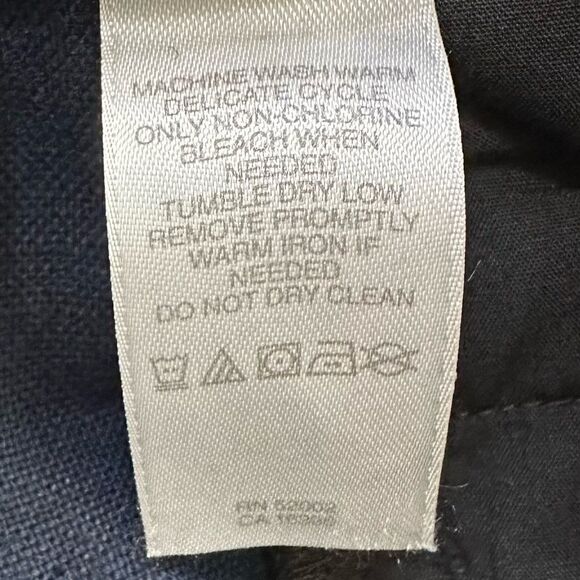 MACHINE WASH WARM
DELICATE CYCLE
ONLY NON-CHLORINE
BLEACH WHEN
NEEDED
TUMBLE DRY LOW
REMOVE PROMPTLY
WARM IRON IF
NEEDED
DO NOT DRY CLEAN
RN 52002
CA